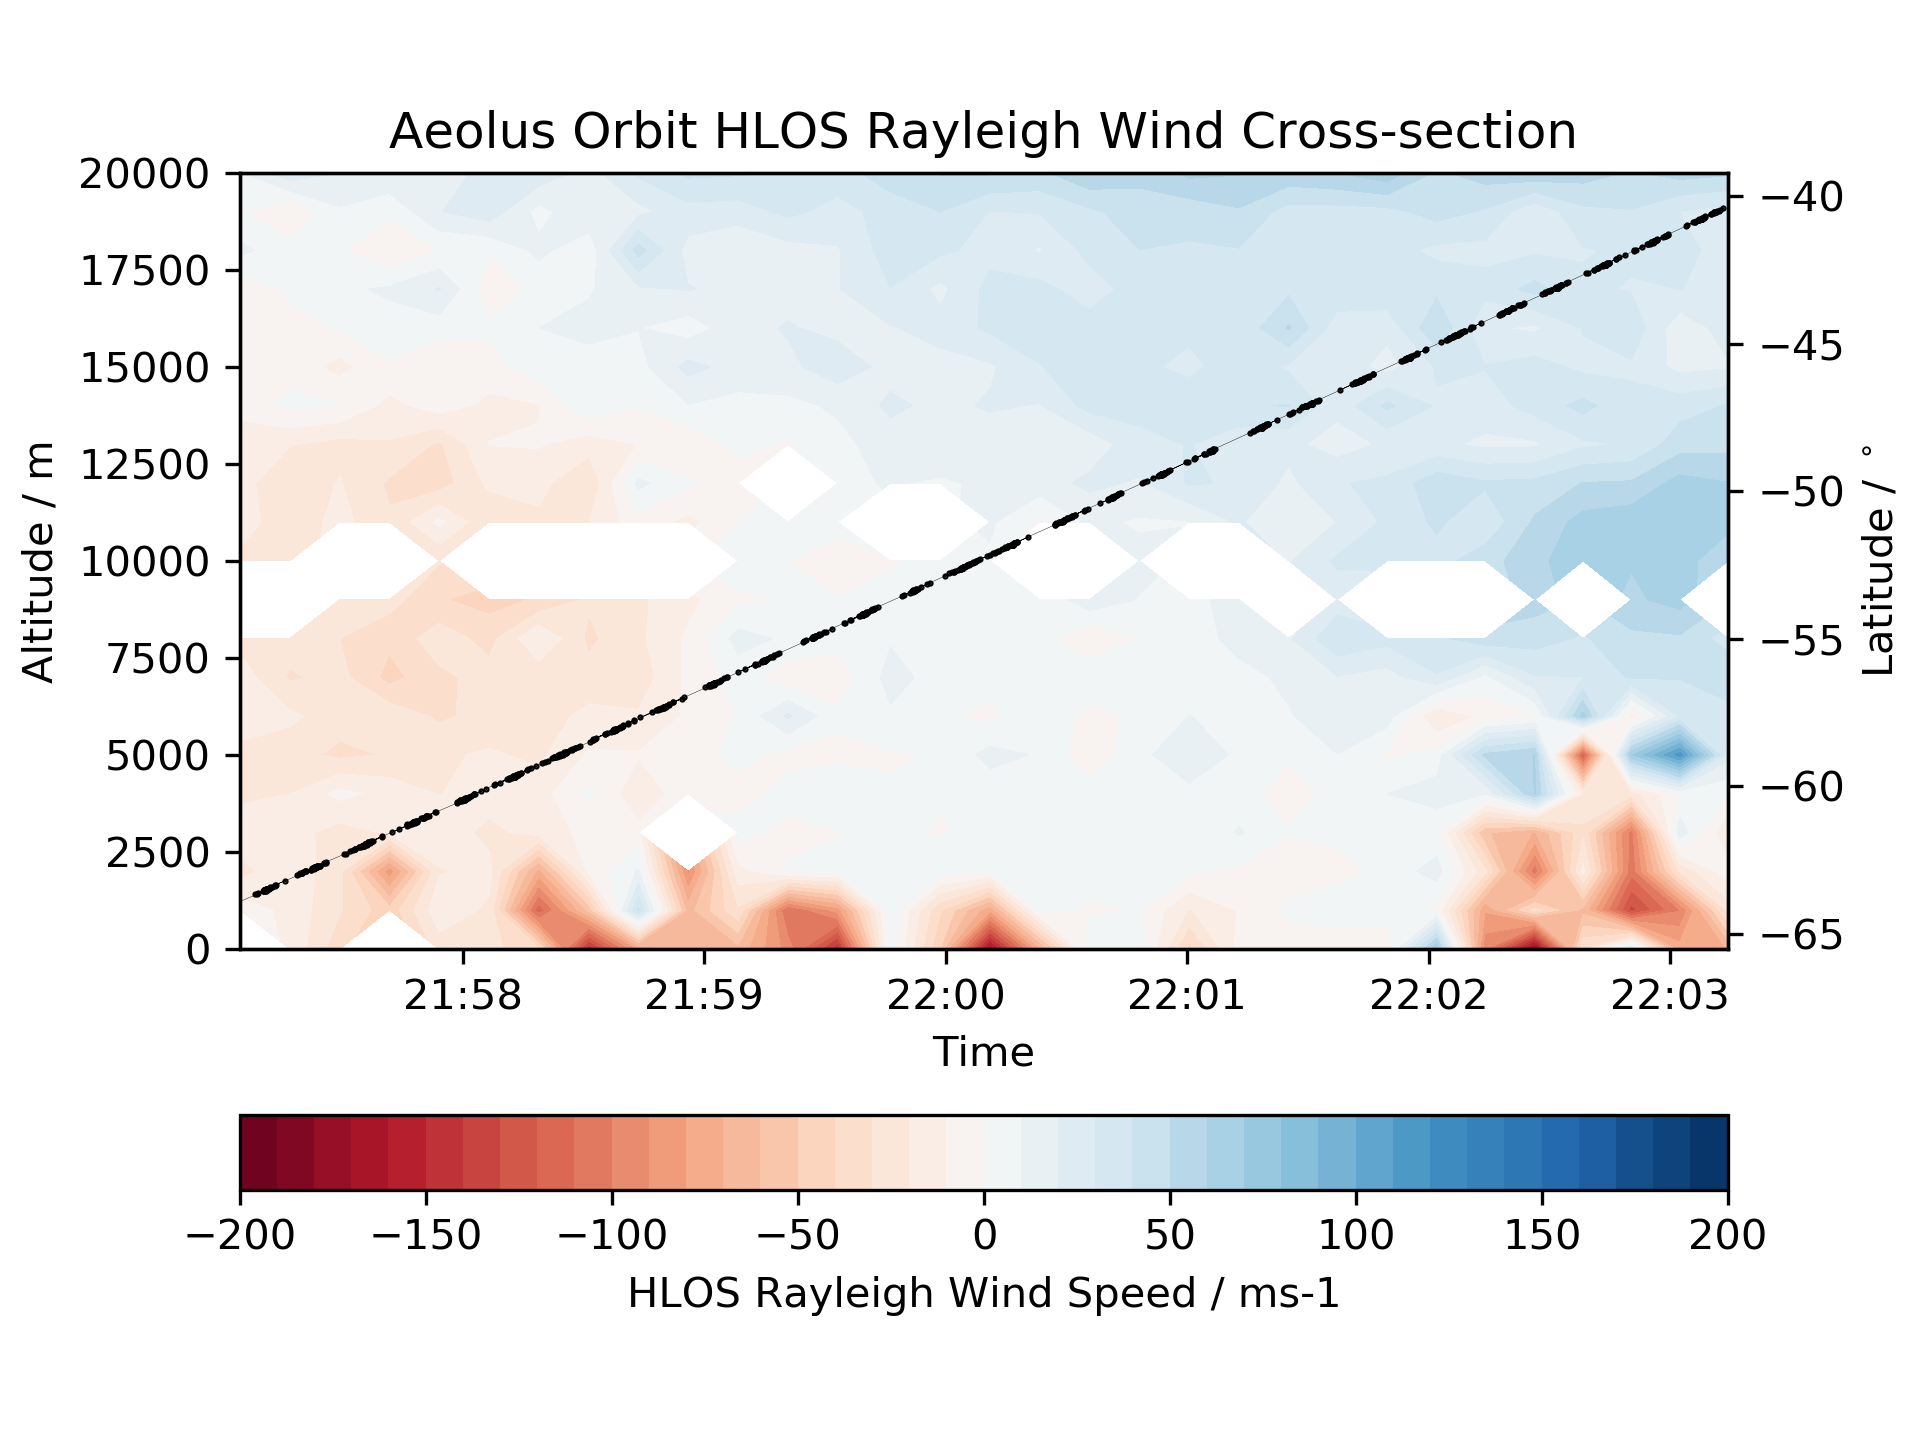 Aeolus Orbit HLOS Rayleigh Wind Cross-section
20000
17500
15000
12500
10000
7500
5000
2500
0
Altitude / m
−40
−45
−50
−55
−60
−65
Latitude / °
21:58 21:59 22:00 22:01 22:02 22:03
Time
−200 −150 −100 −50 0 50 100 150 200
HLOS Rayleigh Wind Speed / ms-1